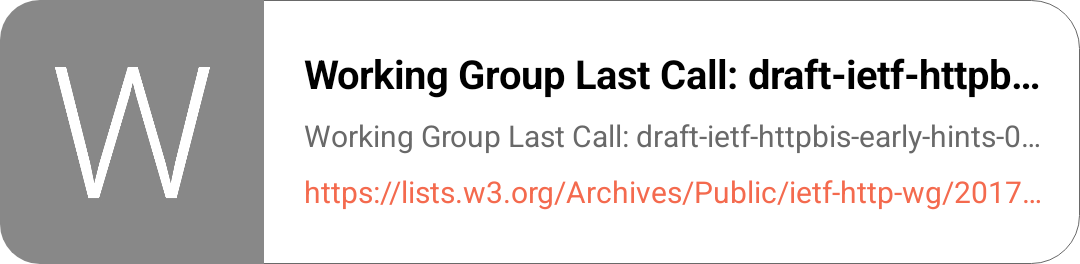 W
Working Group Last Call: draft-ietf-httpb...
Working Group Last Call: draft-ietf-httpbis-early-hints-0...
https://lists.w3.org/Archives/Public/ietf-http-wg/2017...